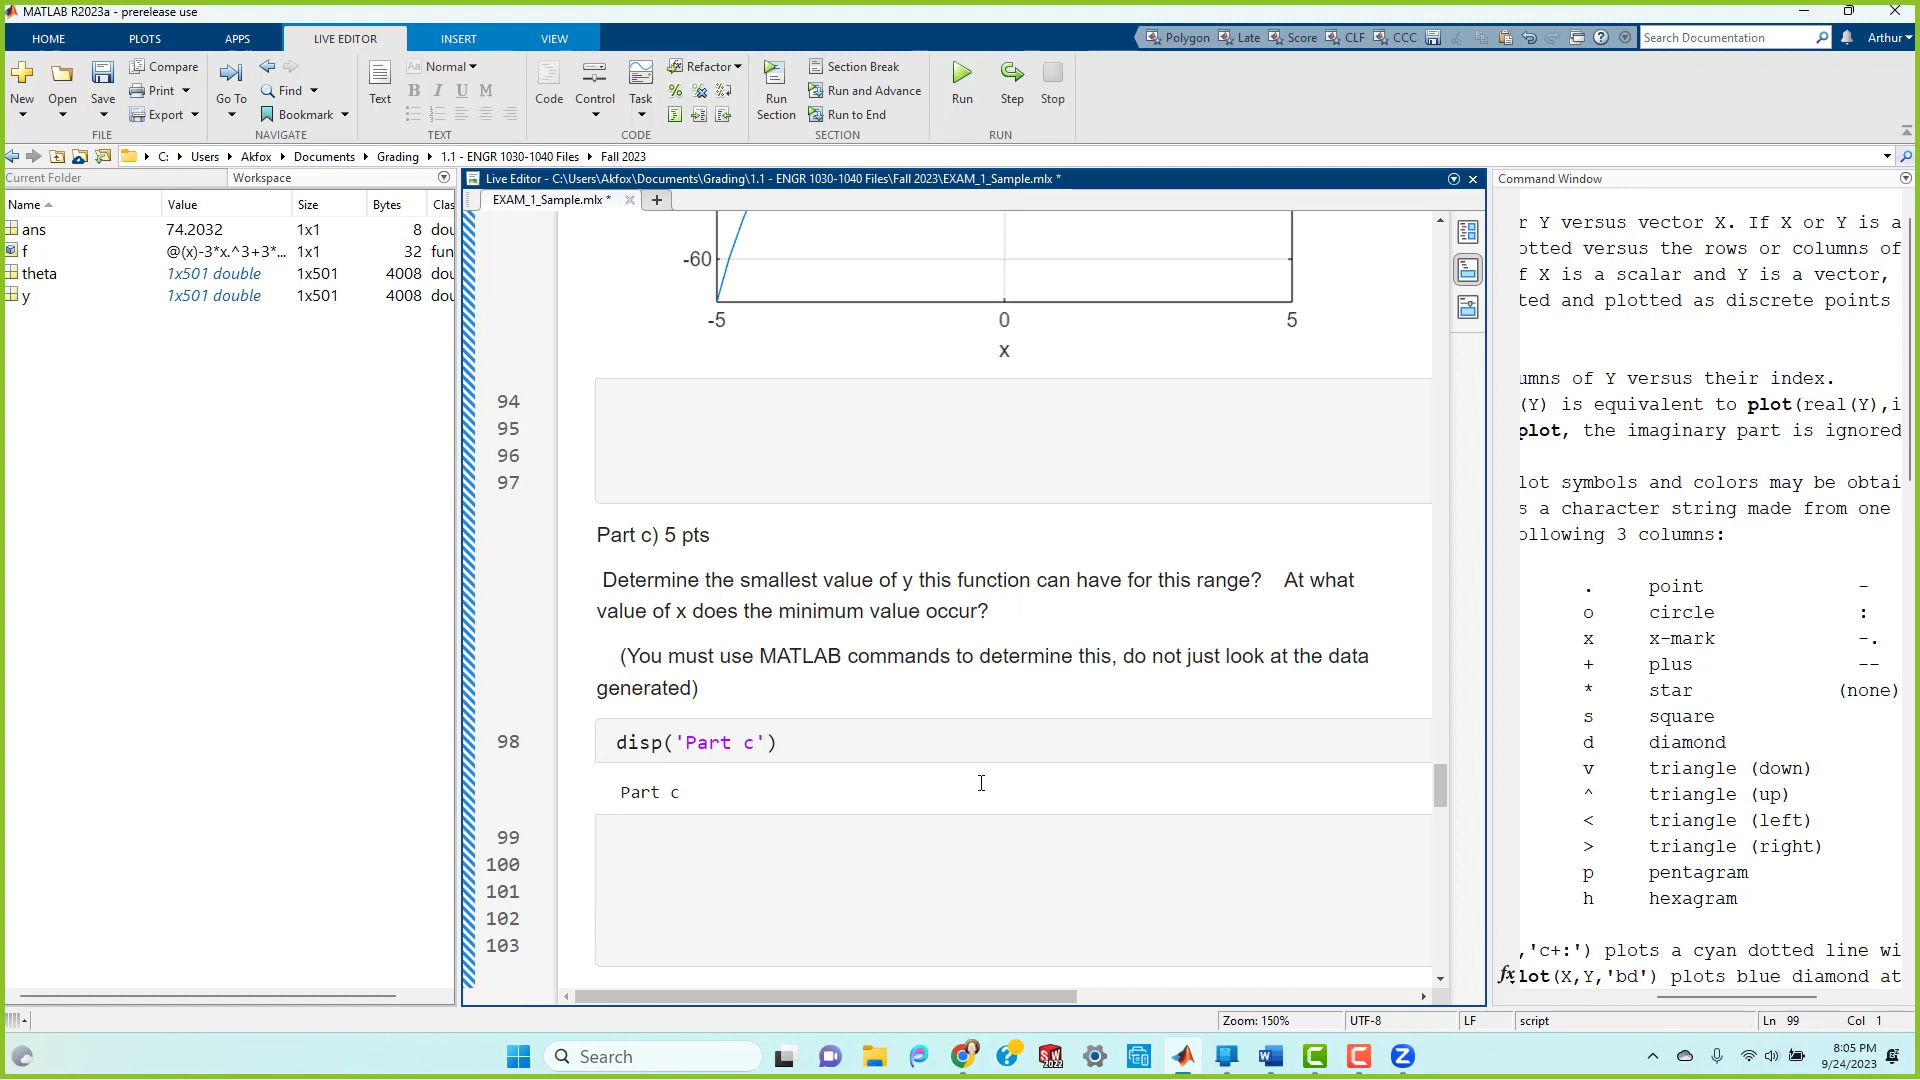 MATLAB R2023a - prerelease use
HOME PLOTS APPS LIVE EDITOR INSERT VIEW
Polygon Late Score CLF CCC Search Documentation Arthur
New Open Save Compare Print Export
FILE
Go To Find Bookmark
NAVIGATE
Text Aa Normal B I U M
TEXT
Code Control Task Refactor
CODE
Run Section Section Break Run and Advance Run to End
SECTION
Run Step Stop
RUN
C: Users Akfox Documents Grading 1.1 - ENGR 1030-1040 Files Fall 2023
Current Folder Workspace
Name Value Size Bytes Clas
ans 74.2032 1x1 8 dou
f @(x)-3*x.^3+3*... 1x1 32 fun
theta 1x501 double 1x501 4008 dou
y 1x501 double 1x501 4008 dou
Live Editor - C:\Users\Akfox\Documents\Grading\1.1 - ENGR 1030-1040 Files\Fall 2023\EXAM_1_Sample.mlx *
EXAM_1_Sample.mlx *
-60
-5 0 5
x
94
95
96
97
Part c) 5 pts
Determine the smallest value of y this function can have for this range? At what
value of x does the minimum value occur?
(You must use MATLAB commands to determine this, do not just look at the data
generated)
98 disp('Part c')
Part c
99
100
101
102
103
Command Window
r Y versus vector X. If X or Y is a
otted versus the rows or columns of
f X is a scalar and Y is a vector,
ted and plotted as discrete points
umns of Y versus their index.
(Y) is equivalent to plot(real(Y),i
plot, the imaginary part is ignored
lot symbols and colors may be obtai
s a character string made from one
ollowing 3 columns:
. point -
o circle :
x x-mark -.
+ plus --
* star (none)
s square
d diamond
v triangle (down)
^ triangle (up)
< triangle (left)
> triangle (right)
p pentagram
h hexagram
,'c+:') plots a cyan dotted line wi
fx lot(X,Y,'bd') plots blue diamond at
Zoom: 150% UTF-8 LF script Ln 99 Col 1
Search
8:05 PM
9/24/2023